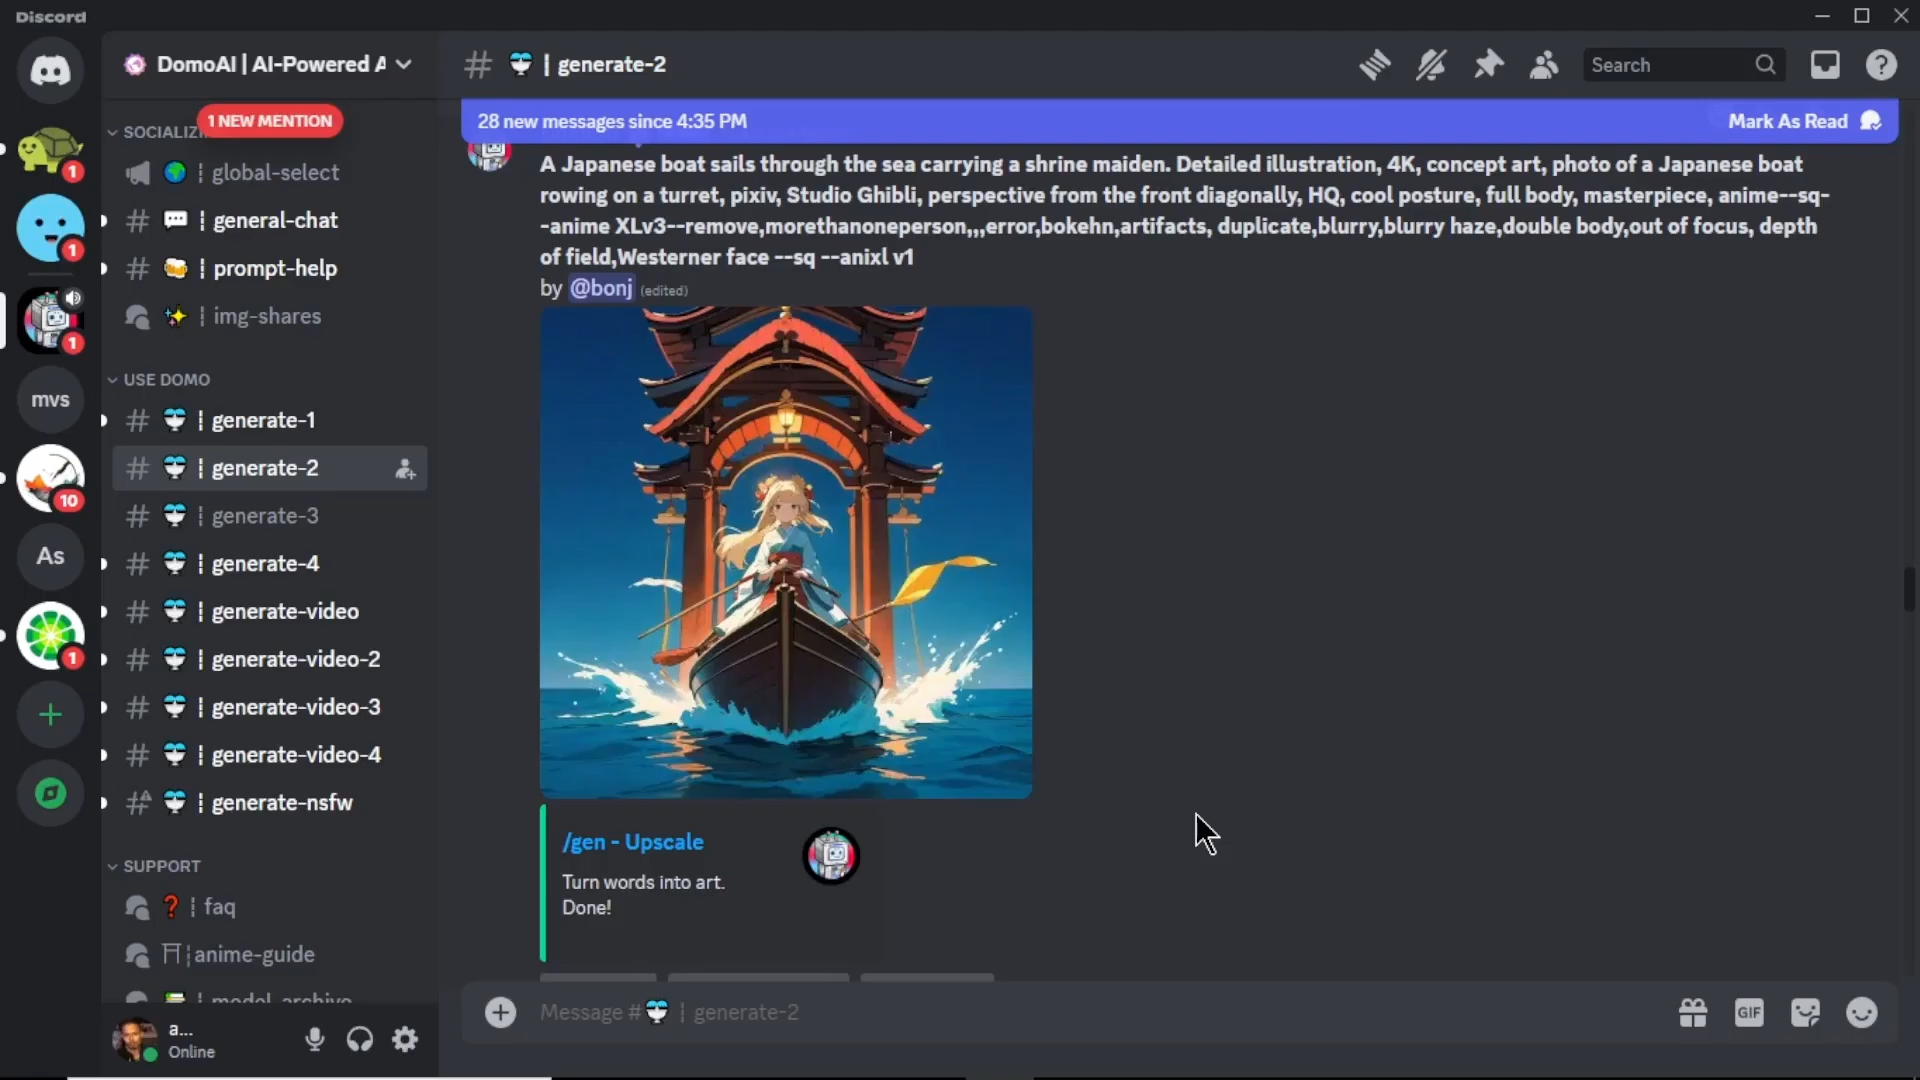 Discord
DomoAI | AI-Powered A
# | generate-2
Search
1 NEW MENTION
28 new messages since 4:35 PM
Mark As Read
SOCIALIZI
global-select
# | general-chat
1
# | prompt-help
1
img-shares
1
USE DOMO
mvs
# | generate-1
# | generate-2
10
# | generate-3
As
# | generate-4
# | generate-video
1
# | generate-video-2
# | generate-video-3
# | generate-video-4
# | generate-nsfw
SUPPORT
faq
anime-guide
model-archive
a...
Online
A Japanese boat sails through the sea carrying a shrine maiden. Detailed illustration, 4K, concept art, photo of a Japanese boat
rowing on a turret, pixiv, Studio Ghibli, perspective from the front diagonally, HQ, cool posture, full body, masterpiece, anime--sq-
-anime XLv3--remove,morethanoneperson,,,error,bokehn,artifacts, duplicate,blurry,blurry haze,double body,out of focus, depth
of field,Westerner face --sq --anixl v1
by @bonj (edited)
/gen - Upscale
Turn words into art.
Done!
Message # | generate-2
GIF